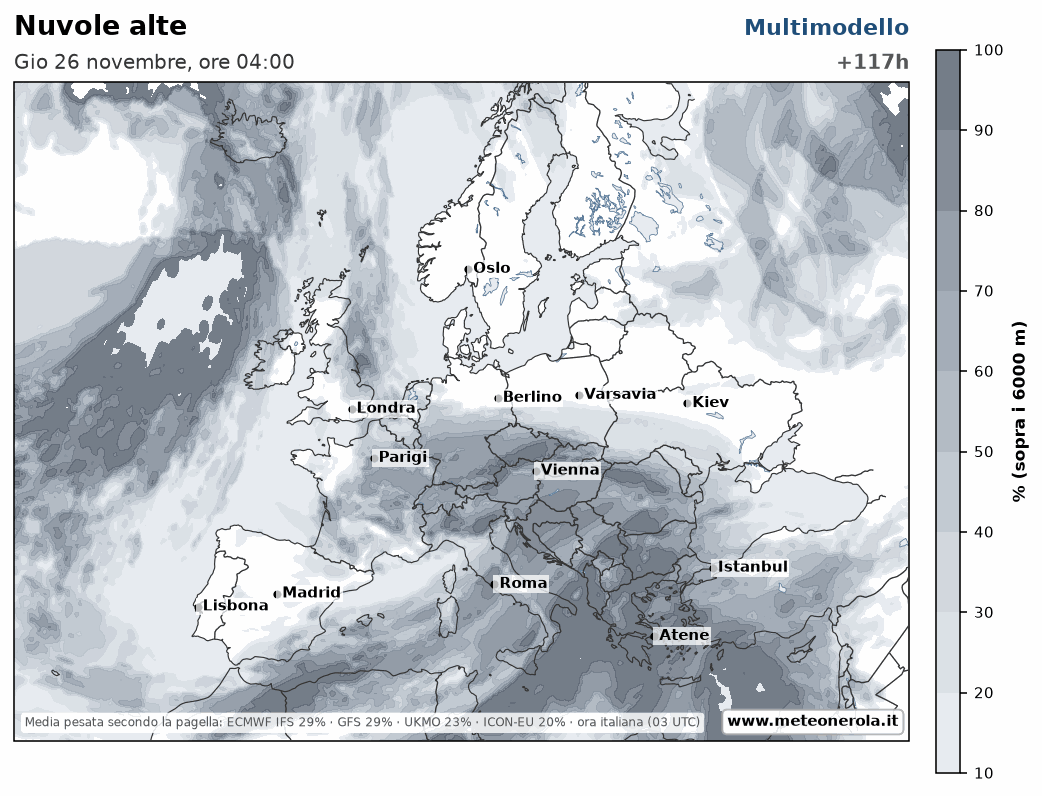 Nuvole alte
Multimodello
Gio 26 novembre, ore 04:00
+117h
Oslo
Berlino
Varsavia
Kiev
Londra
Parigi
Vienna
Istanbul
Roma
Madrid
Lisbona
Atene
Media pesata secondo la pagella: ECMWF IFS 29% · GFS 29% · UKMO 23% · ICON-EU 20% · ora italiana (03 UTC)
www.meteonerola.it
100
90
80
70
60
50
40
30
20
10
% (sopra i 6000 m)